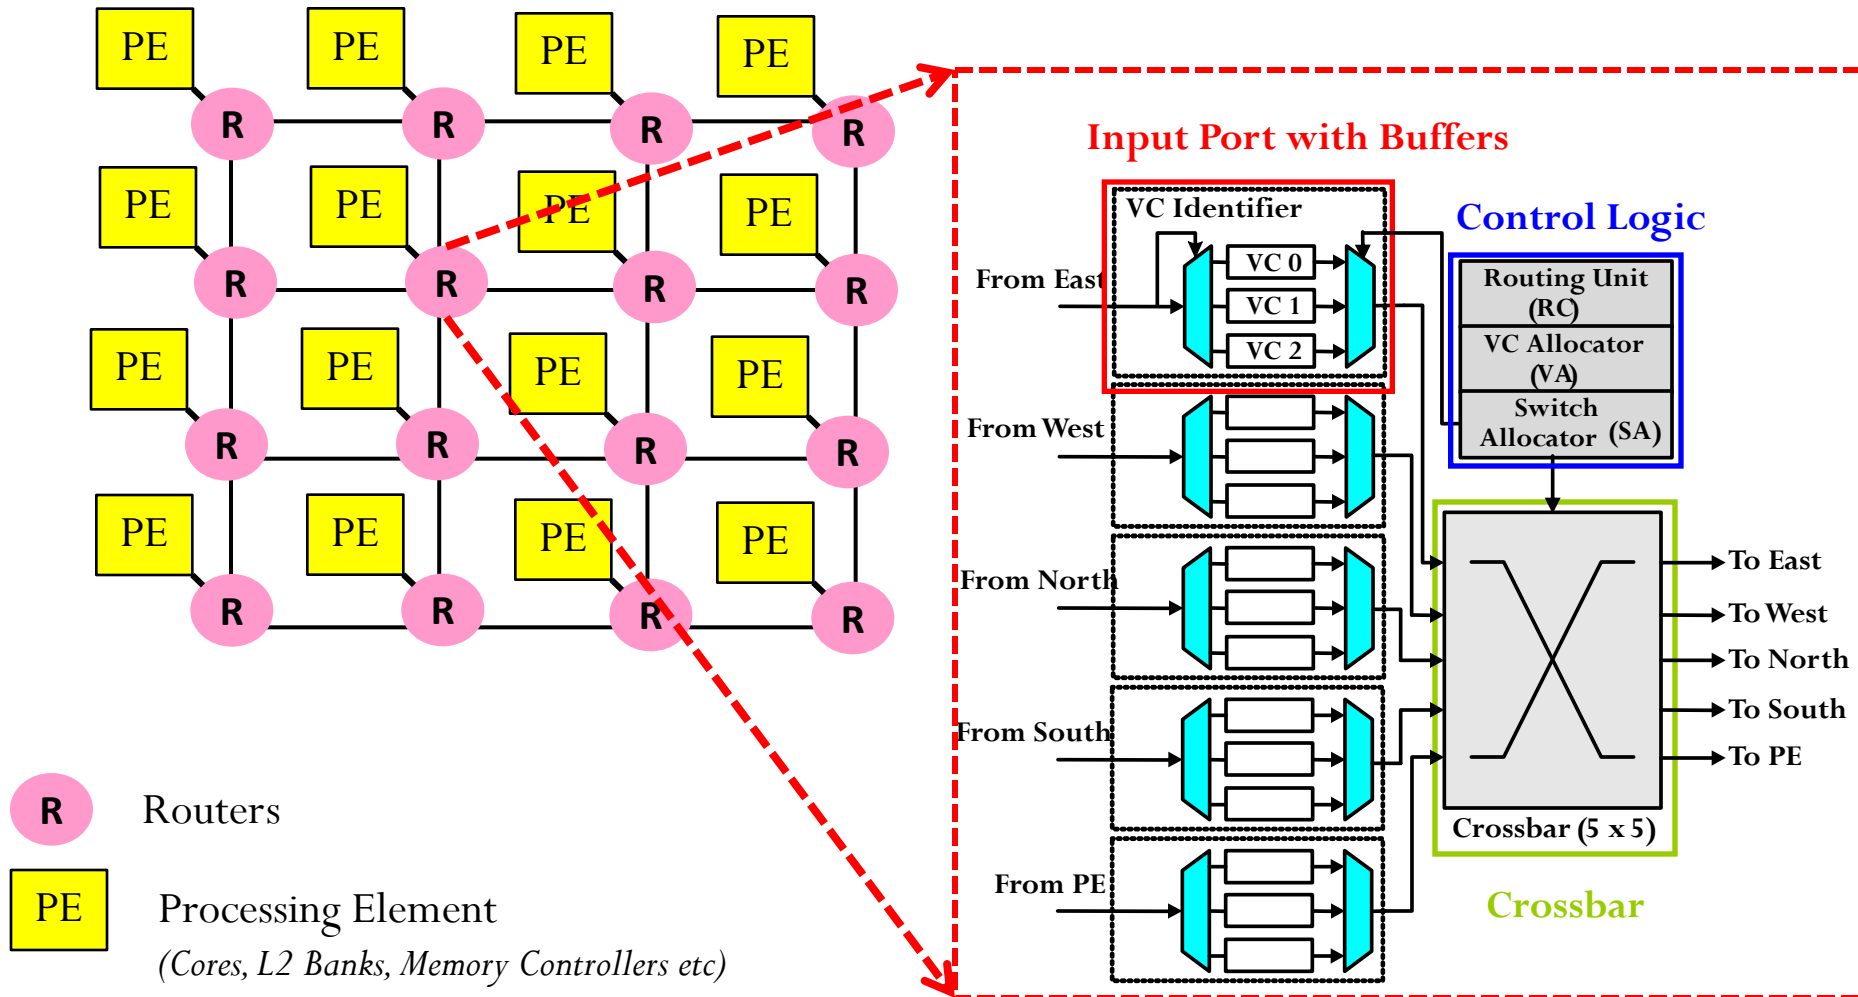 PE
PE
PE
PE
R
R
R
R
PE
PE
PE
PE
R
R
R
R
PE
PE
PE
PE
R
R
R
R
PE
PE
PE
PE
R
R
R
R
R
Routers
PE
Processing Element
(Cores, L2 Banks, Memory Controllers etc)
Input Port with Buffers
VC Identifier
From East
VC 0
VC 1
VC 2
Control Logic
Routing Unit
(RC)
VC Allocator
(VA)
Switch
Allocator (SA)
From West
From North
From South
From PE
To East
To West
To North
To South
To PE
Crossbar (5 x 5)
Crossbar